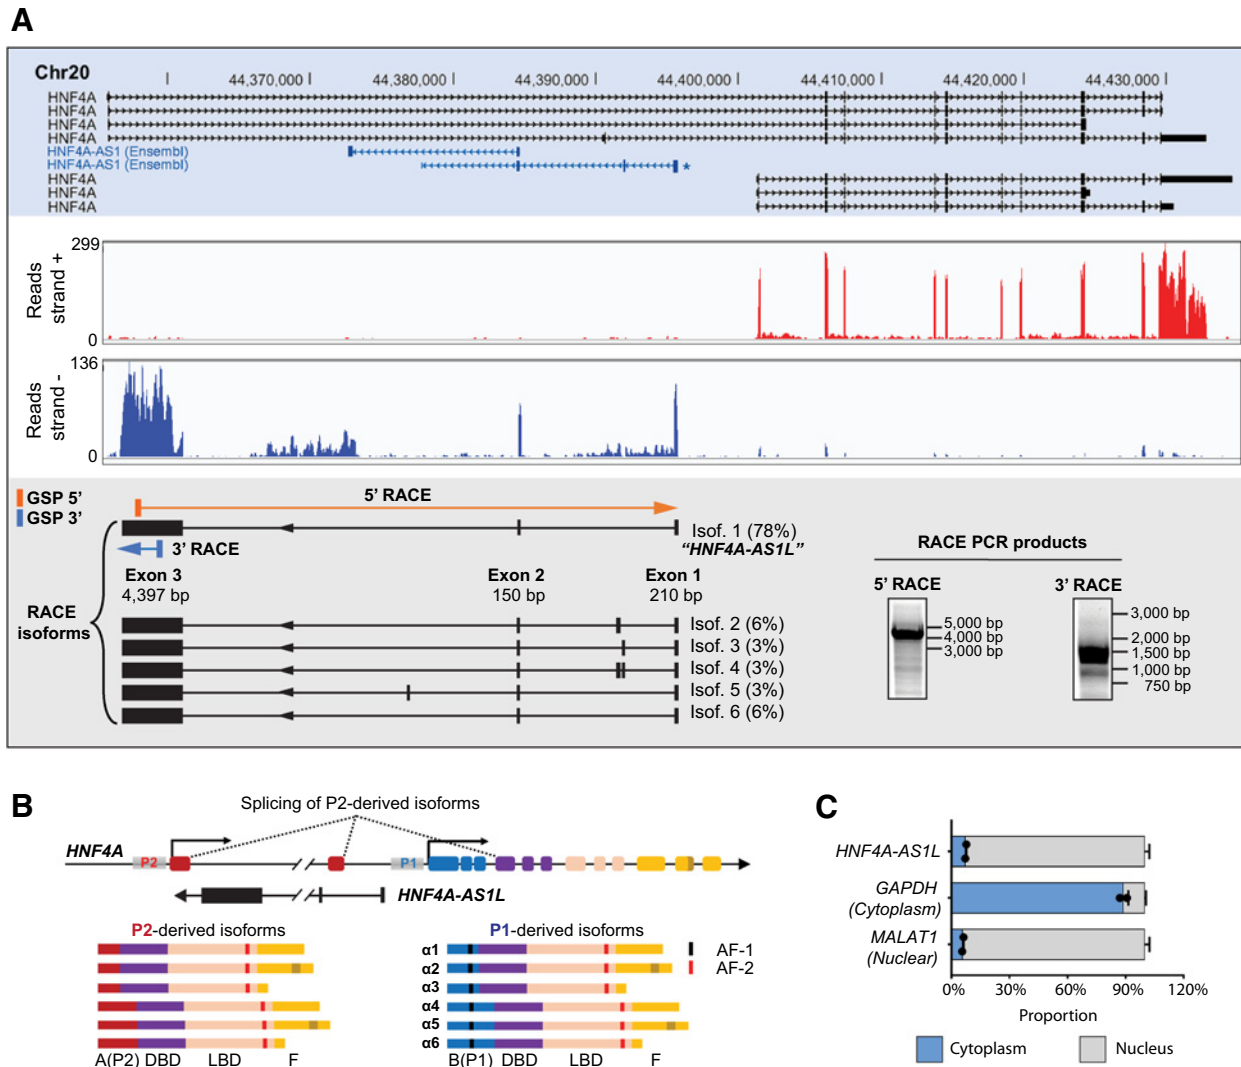 A
Chr20
44,370,000
44,380,000
44,390,000
44,400,000
44,410,000
44,420,000
44,430,000
HNF4A
HNF4A
HNF4A
HNF4A
HNF4A-AS1 (Ensembl)
HNF4A-AS1 (Ensembl)
*
HNF4A
HNF4A
HNF4A
299
Reads
strand +
0
136
Reads
strand -
0
GSP 5'
GSP 3'
5' RACE
Isof. 1 (78%)
"HNF4A-AS1L"
3' RACE
Exon 3
4,397 bp
Exon 2
150 bp
Exon 1
210 bp
RACE
isoforms
Isof. 2 (6%)
Isof. 3 (3%)
Isof. 4 (3%)
Isof. 5 (3%)
Isof. 6 (6%)
RACE PCR products
5' RACE
5,000 bp
4,000 bp
3,000 bp
3' RACE
3,000 bp
2,000 bp
1,500 bp
1,000 bp
750 bp
B
Splicing of P2-derived isoforms
HNF4A
P2
P1
HNF4A-AS1L
P2-derived isoforms
A(P2) DBD LBD F
P1-derived isoforms
α1
α2
α3
α4
α5
α6
B(P1) DBD LBD F
AF-1
AF-2
C
HNF4A-AS1L
GAPDH
(Cytoplasm)
MALAT1
(Nuclear)
0% 30% 60% 90% 120%
Proportion
Cytoplasm
Nucleus